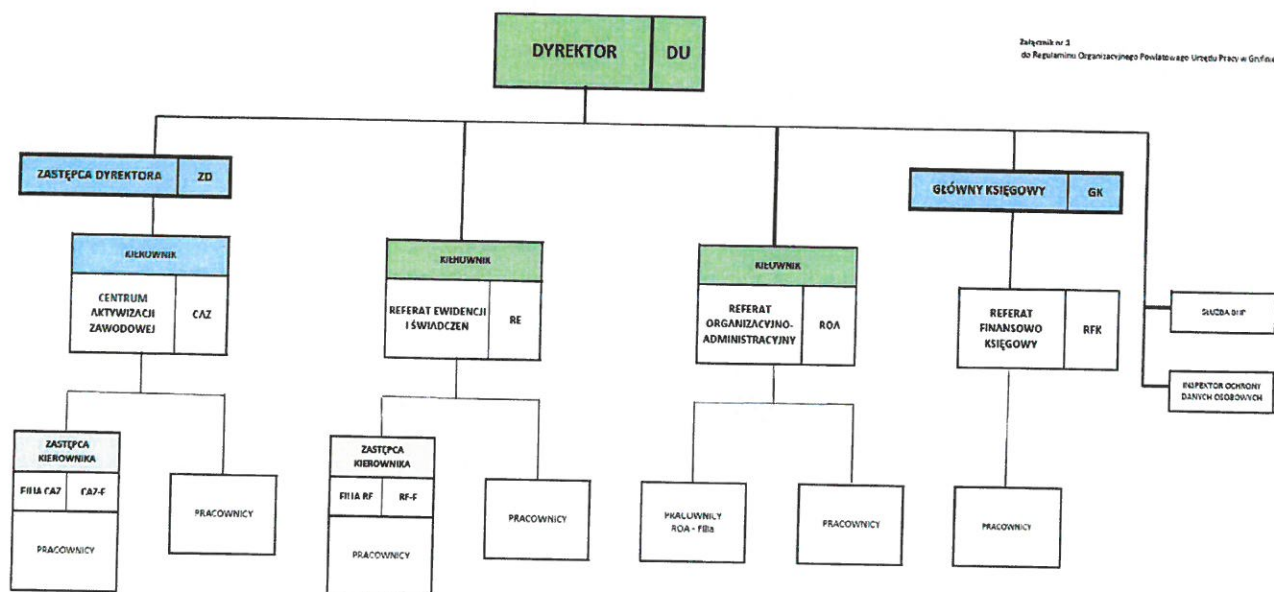 Załącznik nr 3
do Regulaminu Organizacyjnego Powiatowego Urzędu Pracy w Gryfinie
DYREKTOR DU
ZASTĘPCA DYREKTORA ZD
GŁÓWNY KSIĘGOWY GK
KIEROWNIK
CENTRUM
AKTYWIZACJI
ZAWODOWEJ
CAZ
KIEROWNIK
REFERAT EWIDENCJI
I ŚWIADCZEŃ
RE
KIEOWNIK
REFERAT
ORGANIZACYJNO-
ADMINISTRACYJNY
ROA
REFERAT
FINANSOWO
KSIĘGOWY
RFK
SŁUŻBA BHP
INSPEKTOR OCHRONY
DANYCH OSOBOWYCH
ZASTĘPCA
KIEROWNIKA
FILIA CAZ CAZ-F
PRACOWNICY
PRACOWNICY
ZASTĘPCA
KIEROWNIKA
FILIA RE RE-F
PRACOWNICY
PRACOWNICY
PRACOWNICY
ROA - Filia
PRACOWNICY
PRACOWNICY